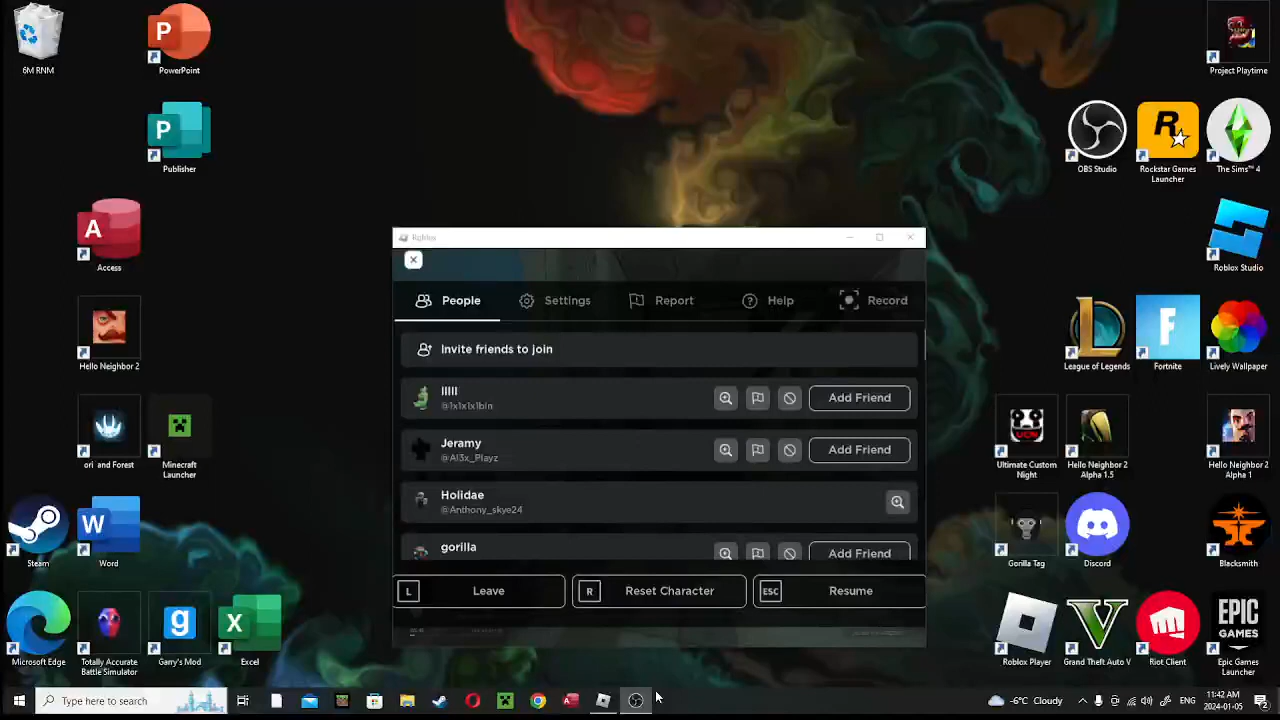 6M RNM
PowerPoint
Publisher
Access
Hello Neighbor 2
ori and Forest
Minecraft
Launcher
Steam
Word
Microsoft Edge
Totally Accurate
Battle Simulator
Garry's Mod
Excel
Project Playtime
OBS Studio
Rockstar Games
Launcher
The Sims™ 4
Roblox Studio
League of Legends
Fortnite
Lively Wallpaper
Ultimate Custom
Night
Hello Neighbor 2
Alpha 1.5
Hello Neighbor 2
Alpha 1
Gorilla Tag
Discord
Blacksmith
Roblox Player
Grand Theft Auto V
Riot Client
EPIC
GAMES
Epic Games
Launcher
Roblox
People
Settings
Report
Help
Record
Invite friends to join
lllll
@1x1x1x1bln
Add Friend
Jeramy
@Al3x_Playz
Add Friend
Holidae
@Anthony_skye24
gorilla
Add Friend
L
Leave
R
Reset Character
ESC
Resume
Type here to search
-6°C Cloudy
ENG
11:42 AM
2024-01-05